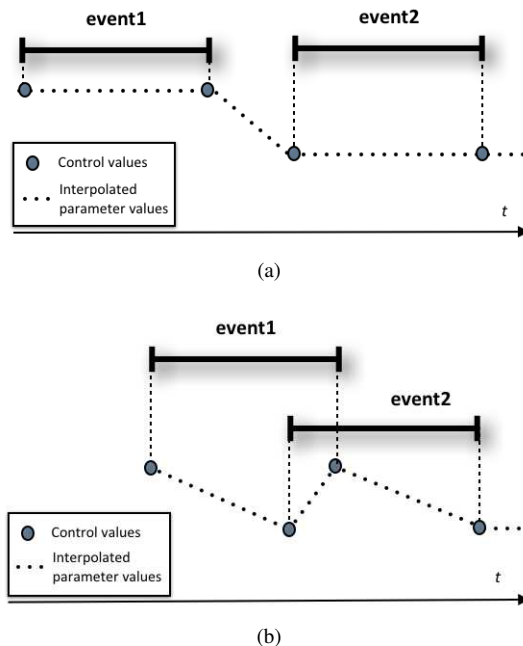 event1
event2
Control values
Interpolated
parameter values
t
(a)
event1
event2
Control values
Interpolated
parameter values
t
(b)